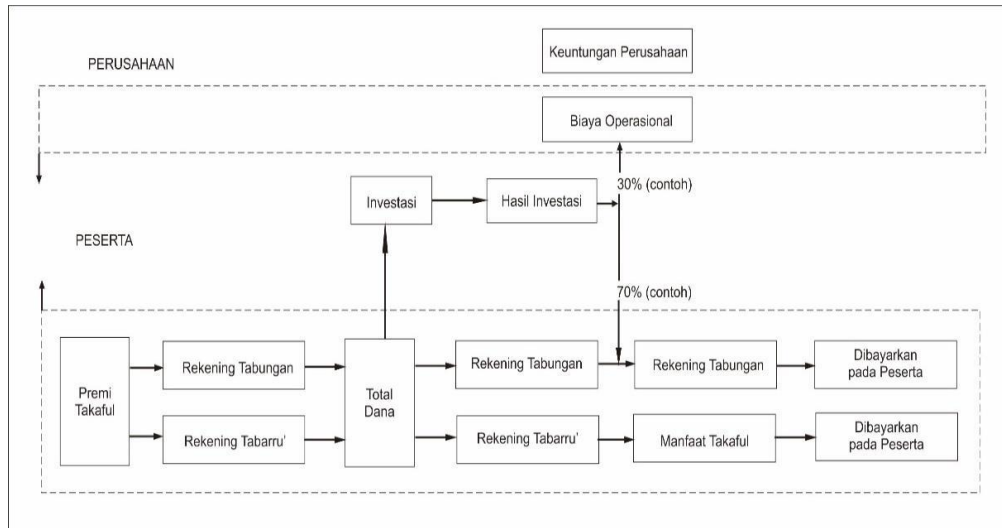 Keuntungan Perusahaan
PERUSAHAAN
Biaya Operasional
30% (contoh)
Investasi
Hasil Investasi
PESERTA
70% (contoh)
Premi
Takaful
Rekening Tabungan
Total
Dana
Rekening Tabungan
Rekening Tabungan
Dibayarkan
pada Peserta
Rekening Tabarru’
Rekening Tabarru’
Manfaat Takaful
Dibayarkan
pada Peserta